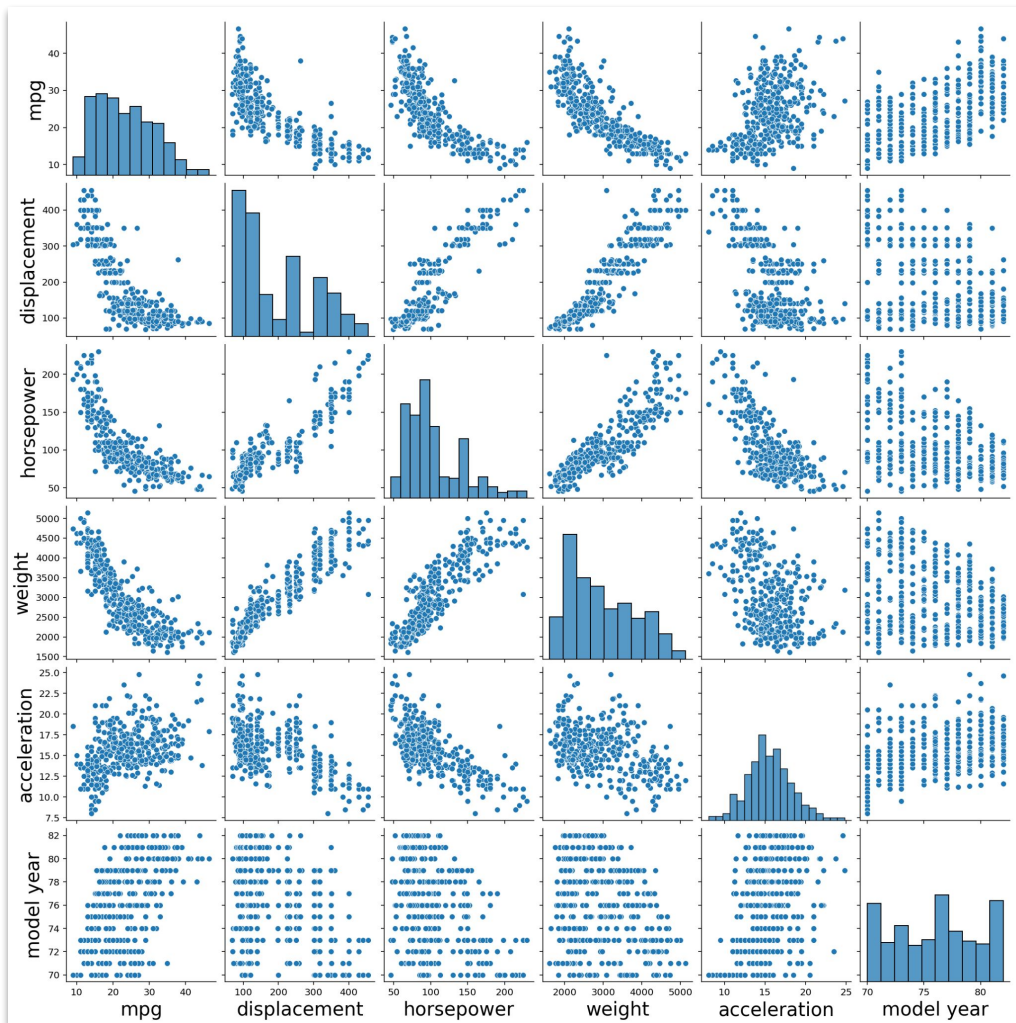 40
30
20
10
mpg
400
300
200
100
displacement
200
150
100
50
horsepower
5000
4500
4000
3500
3000
2500
2000
1500
weight
25.0
22.5
20.0
17.5
15.0
12.5
10.0
7.5
acceleration
82
80
78
76
74
72
70
model year
10 20 30 40
100 200 300 400
50 100 150 200
2000 3000 4000 5000
10 15 20 25
70 75 80
mpg displacement horsepower weight acceleration model year